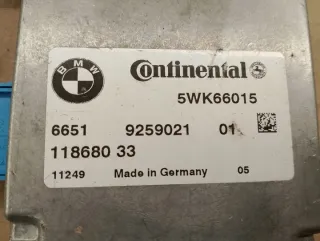 BMW
Continental
5WK66015
6651 9259021 01
118680 33
11249 Made in Germany 05